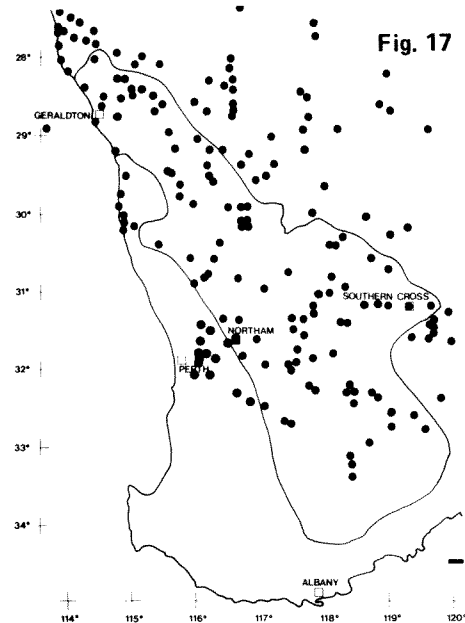 Fig. 17
28°
GERALDTON
29°
30°
31°
SOUTHERN CROSS
NORTHAM
32°
PERTH
33°
34°
ALBANY
114° 115° 116° 117° 118° 119° 120°